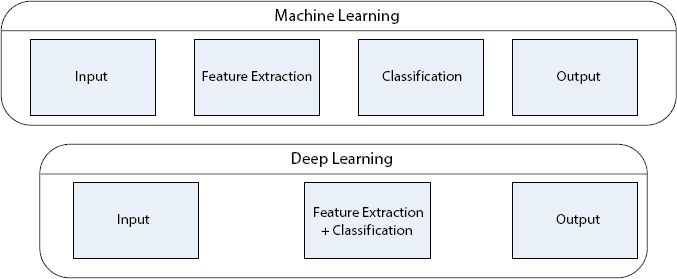 Machine Learning
Input
Feature Extraction
Classification
Output
Deep Learning
Input
Feature Extraction
+ Classification
Output